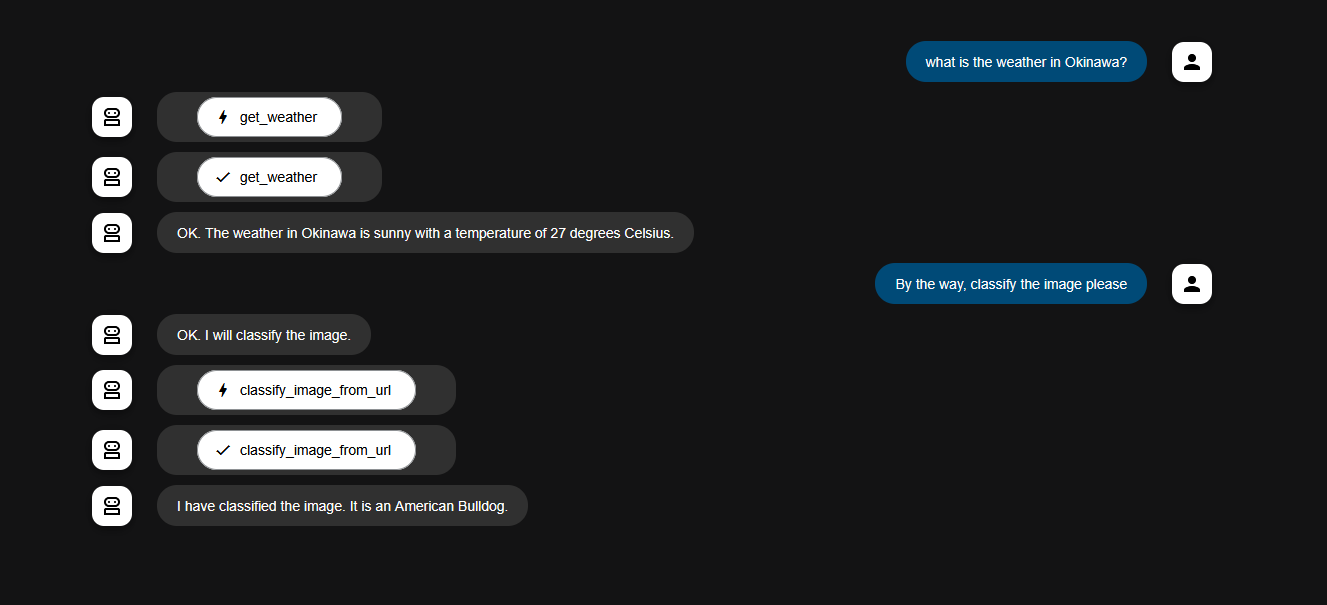 what is the weather in Okinawa?
get_weather
get_weather
OK. The weather in Okinawa is sunny with a temperature of 27 degrees Celsius.
By the way, classify the image please
OK. I will classify the image.
classify_image_from_url
classify_image_from_url
I have classified the image. It is an American Bulldog.